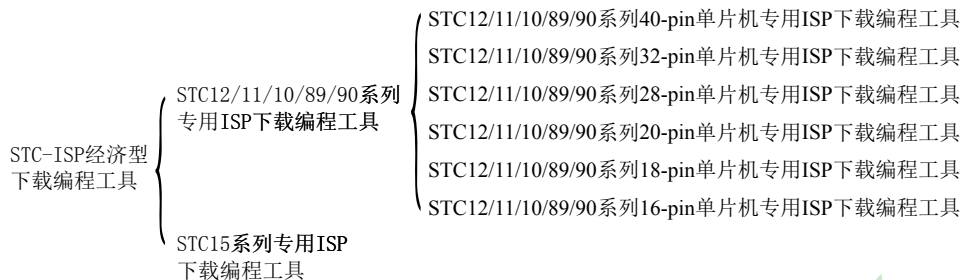 STC-ISP经济型
下载编程工具
STC12/11/10/89/90系列
专用ISP下载编程工具
STC12/11/10/89/90系列40-pin单片机专用ISP下载编程工具
STC12/11/10/89/90系列32-pin单片机专用ISP下载编程工具
STC12/11/10/89/90系列28-pin单片机专用ISP下载编程工具
STC12/11/10/89/90系列20-pin单片机专用ISP下载编程工具
STC12/11/10/89/90系列18-pin单片机专用ISP下载编程工具
STC12/11/10/89/90系列16-pin单片机专用ISP下载编程工具
STC15系列专用ISP
下载编程工具